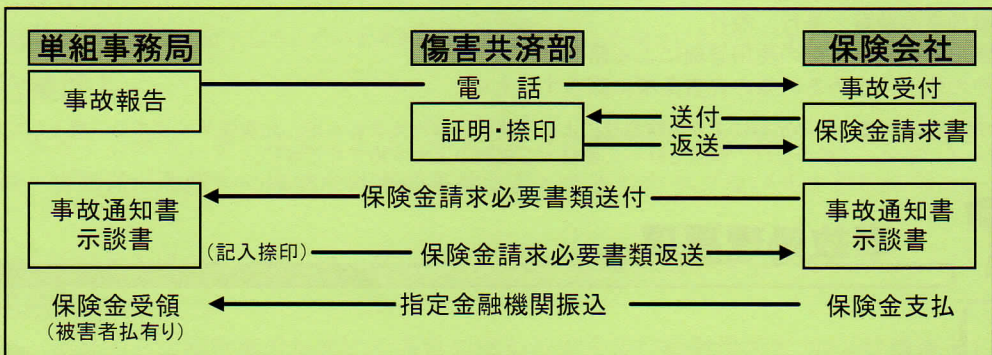 単組事務局 傷害共済部 保険会社
事故報告 電 話 事故受付
証明・捺印 送付 保険金請求書
返送
保険金請求必要書類送付
事故通知書 事故通知書
示談書 示談書
(記入捺印) 保険金請求必要書類返送
保険金受領 指定金融機関振込 保険金支払
(被害者払有り)